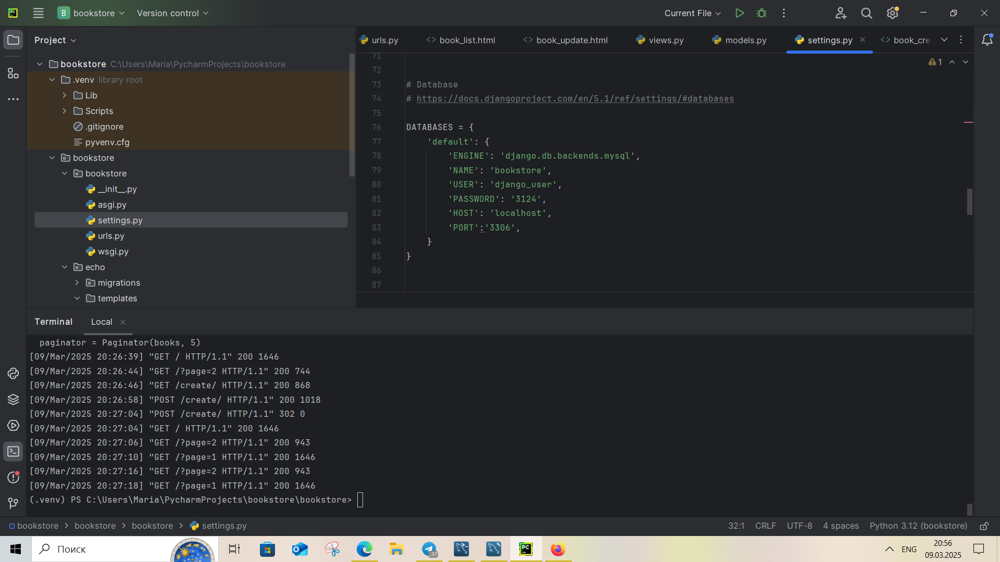 PC
B bookstore
Version control
Current File
Project
bookstore C:\Users\Maria\PycharmProjects\bookstore
.venv library root
Lib
Scripts
.gitignore
pyvenv.cfg
bookstore
bookstore
__init__.py
asgi.py
settings.py
urls.py
wsgi.py
echo
migrations
templates
urls.py
book_list.html
book_update.html
views.py
models.py
settings.py
book_cre
1
71
72
73 # Database
74 # https://docs.djangoproject.com/en/5.1/ref/settings/#databases
75
76 DATABASES = {
77 'default': {
78 'ENGINE': 'django.db.backends.mysql',
79 'NAME': 'bookstore',
80 'USER': 'django_user',
81 'PASSWORD': '3124',
82 'HOST': 'localhost',
83 'PORT':'3306',
84 }
85 }
86
87
Terminal
Local
paginator = Paginator(books, 5)
[09/Mar/2025 20:26:39] "GET / HTTP/1.1" 200 1646
[09/Mar/2025 20:26:44] "GET /?page=2 HTTP/1.1" 200 744
[09/Mar/2025 20:26:46] "GET /create/ HTTP/1.1" 200 868
[09/Mar/2025 20:26:58] "POST /create/ HTTP/1.1" 200 1018
[09/Mar/2025 20:27:04] "POST /create/ HTTP/1.1" 302 0
[09/Mar/2025 20:27:04] "GET / HTTP/1.1" 200 1646
[09/Mar/2025 20:27:06] "GET /?page=2 HTTP/1.1" 200 943
[09/Mar/2025 20:27:10] "GET /?page=1 HTTP/1.1" 200 1646
[09/Mar/2025 20:27:16] "GET /?page=2 HTTP/1.1" 200 943
[09/Mar/2025 20:27:18] "GET /?page=1 HTTP/1.1" 200 1646
(.venv) PS C:\Users\Maria\PycharmProjects\bookstore\bookstore>
bookstore > bookstore > bookstore > settings.py
32:1 CRLF UTF-8 4 spaces Python 3.12 (bookstore)
Поиск
..97
PC
ENG
20:56
09.03.2025